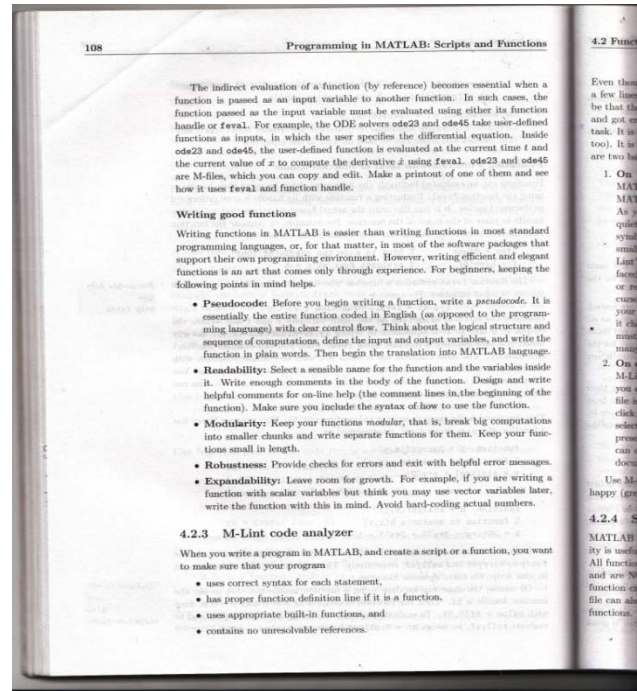 108 Programming in MATLAB: Scripts and Functions
The indirect evaluation of a function (by reference) becomes essential when a
function is passed as an input variable to another function. In such cases, the
function passed as the input variable must be evaluated using either its function
handle or feval. For example, the ODE solvers ode23 and ode45 take user-defined
functions as inputs, in which the user specifies the differential equation. Inside
ode23 and ode45, the user-defined function is evaluated at the current time t and
the current value of x to compute the derivative ẋ using feval. ode23 and ode45
are M-files, which you can copy and edit. Make a printout of one of them and see
how it uses feval and function handle.
Writing good functions
Writing functions in MATLAB is easier than writing functions in most standard
programming languages, or, for that matter, in most of the software packages that
support their own programming environment. However, writing efficient and elegant
functions is an art that comes only through experience. For beginners, keeping the
following points in mind helps.
• Pseudocode: Before you begin writing a function, write a pseudocode. It is
essentially the entire function coded in English (as opposed to the program-
ming language) with clear control flow. Think about the logical structure and
sequence of computations, define the input and output variables, and write the
function in plain words. Then begin the translation into MATLAB language.
• Readability: Select a sensible name for the function and the variables inside
it. Write enough comments in the body of the function. Design and write
helpful comments for on-line help (the comment lines in the beginning of the
function). Make sure you include the syntax of how to use the function.
• Modularity: Keep your functions modular, that is, break big computations
into smaller chunks and write separate functions for them. Keep your func-
tions small in length.
• Robustness: Provide checks for errors and exit with helpful error messages.
• Expandability: Leave room for growth. For example, if you are writing a
function with scalar variables but think you may use vector variables later,
write the function with this in mind. Avoid hard-coding actual numbers.
4.2.3 M-Lint code analyzer
When you write a program in MATLAB, and create a script or a function, you want
to make sure that your program
• uses correct syntax for each statement,
• has proper function definition line if it is a function,
• uses appropriate built-in functions, and
• contains no unresolvable references.
4.2
Even
a few
be that
and got
task. It is
too). It is
are two
1. On
As
or
your
it
must
2. On
you
file is
click
can
Use
happy
4.2.4
MATLAB
ity is
All
and are
function
file can
functions.